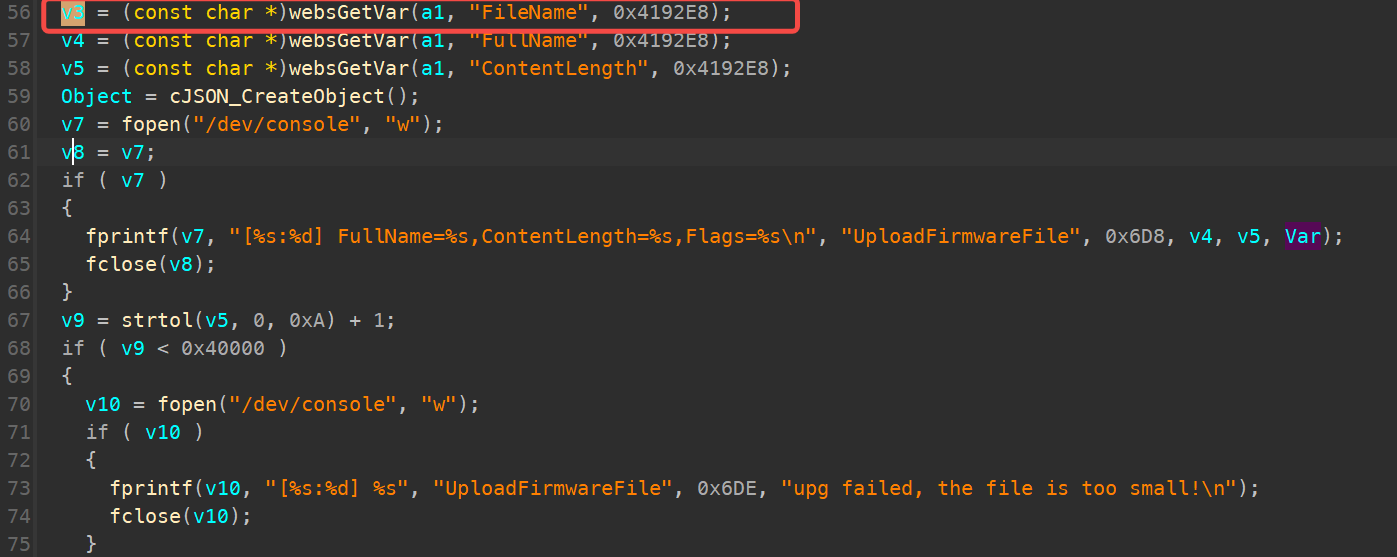 56 v3 = (const char *)websGetVar(a1, "FileName", 0x4192E8);
57 v4 = (const char *)websGetVar(a1, "FullName", 0x4192E8);
58 v5 = (const char *)websGetVar(a1, "ContentLength", 0x4192E8);
59 Object = cJSON_CreateObject();
60 v7 = fopen("/dev/console", "w");
61 v8 = v7;
62 if ( v7 )
63 {
64 fprintf(v7, "[%s:%d] FullName=%s,ContentLength=%s,Flags=%s\n", "UploadFirmwareFile", 0x6D8, v4, v5, Var);
65 fclose(v8);
66 }
67 v9 = strtol(v5, 0, 0xA) + 1;
68 if ( v9 < 0x40000 )
69 {
70 v10 = fopen("/dev/console", "w");
71 if ( v10 )
72 {
73 fprintf(v10, "[%s:%d] %s", "UploadFirmwareFile", 0x6DE, "upg failed, the file is too small!\n");
74 fclose(v10);
75 }